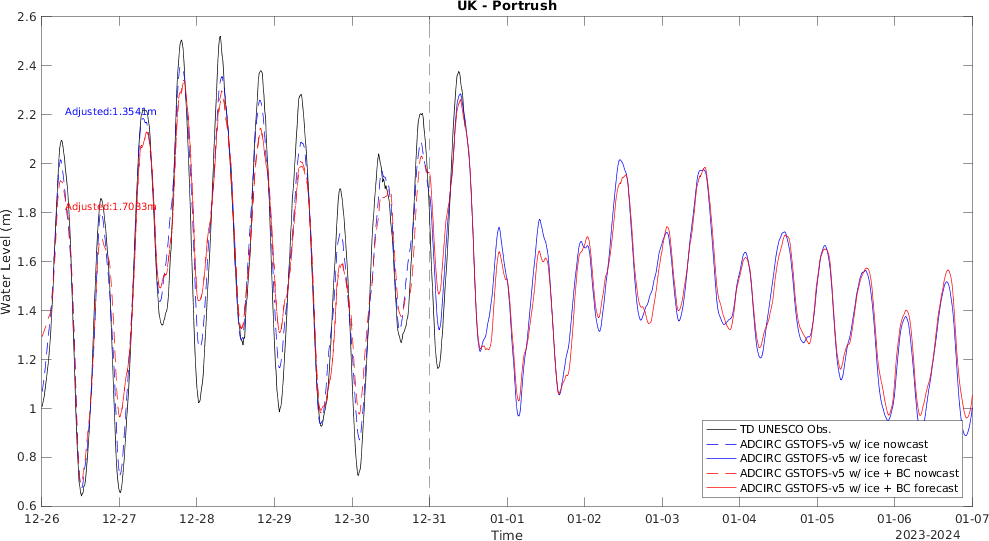 UK - Portrush
2.6
2.4
2.2
2
1.8
1.6
1.4
1.2
1
0.8
0.6
Water Level (m)
Adjusted:1.3541m
Adjusted:1.7033m
TD UNESCO Obs.
ADCIRC GSTOFS-v5 w/ ice nowcast
ADCIRC GSTOFS-v5 w/ ice forecast
ADCIRC GSTOFS-v5 w/ ice + BC nowcast
ADCIRC GSTOFS-v5 w/ ice + BC forecast
12-26 12-27 12-28 12-29 12-30 12-31 01-01 01-02 01-03 01-04 01-05 01-06 01-07
Time
2023-2024